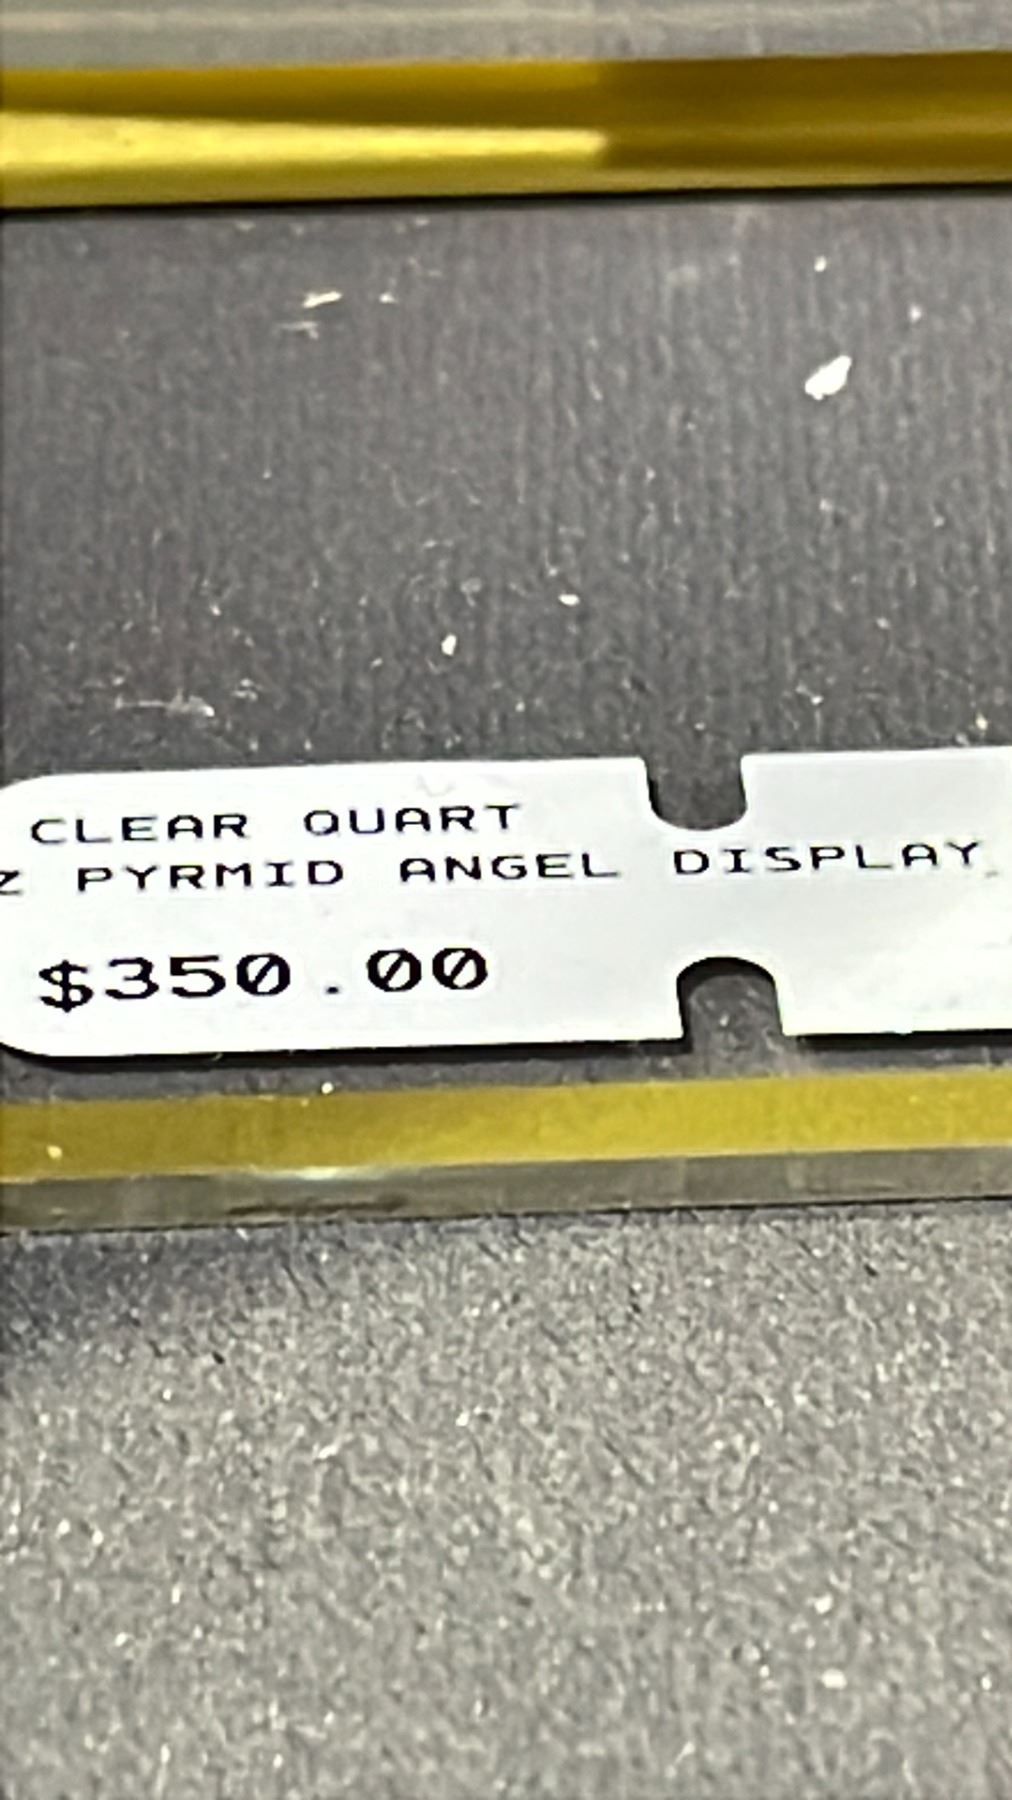 CLEAR QUART
Z PYRMID ANGEL DISPLAY
$350.00